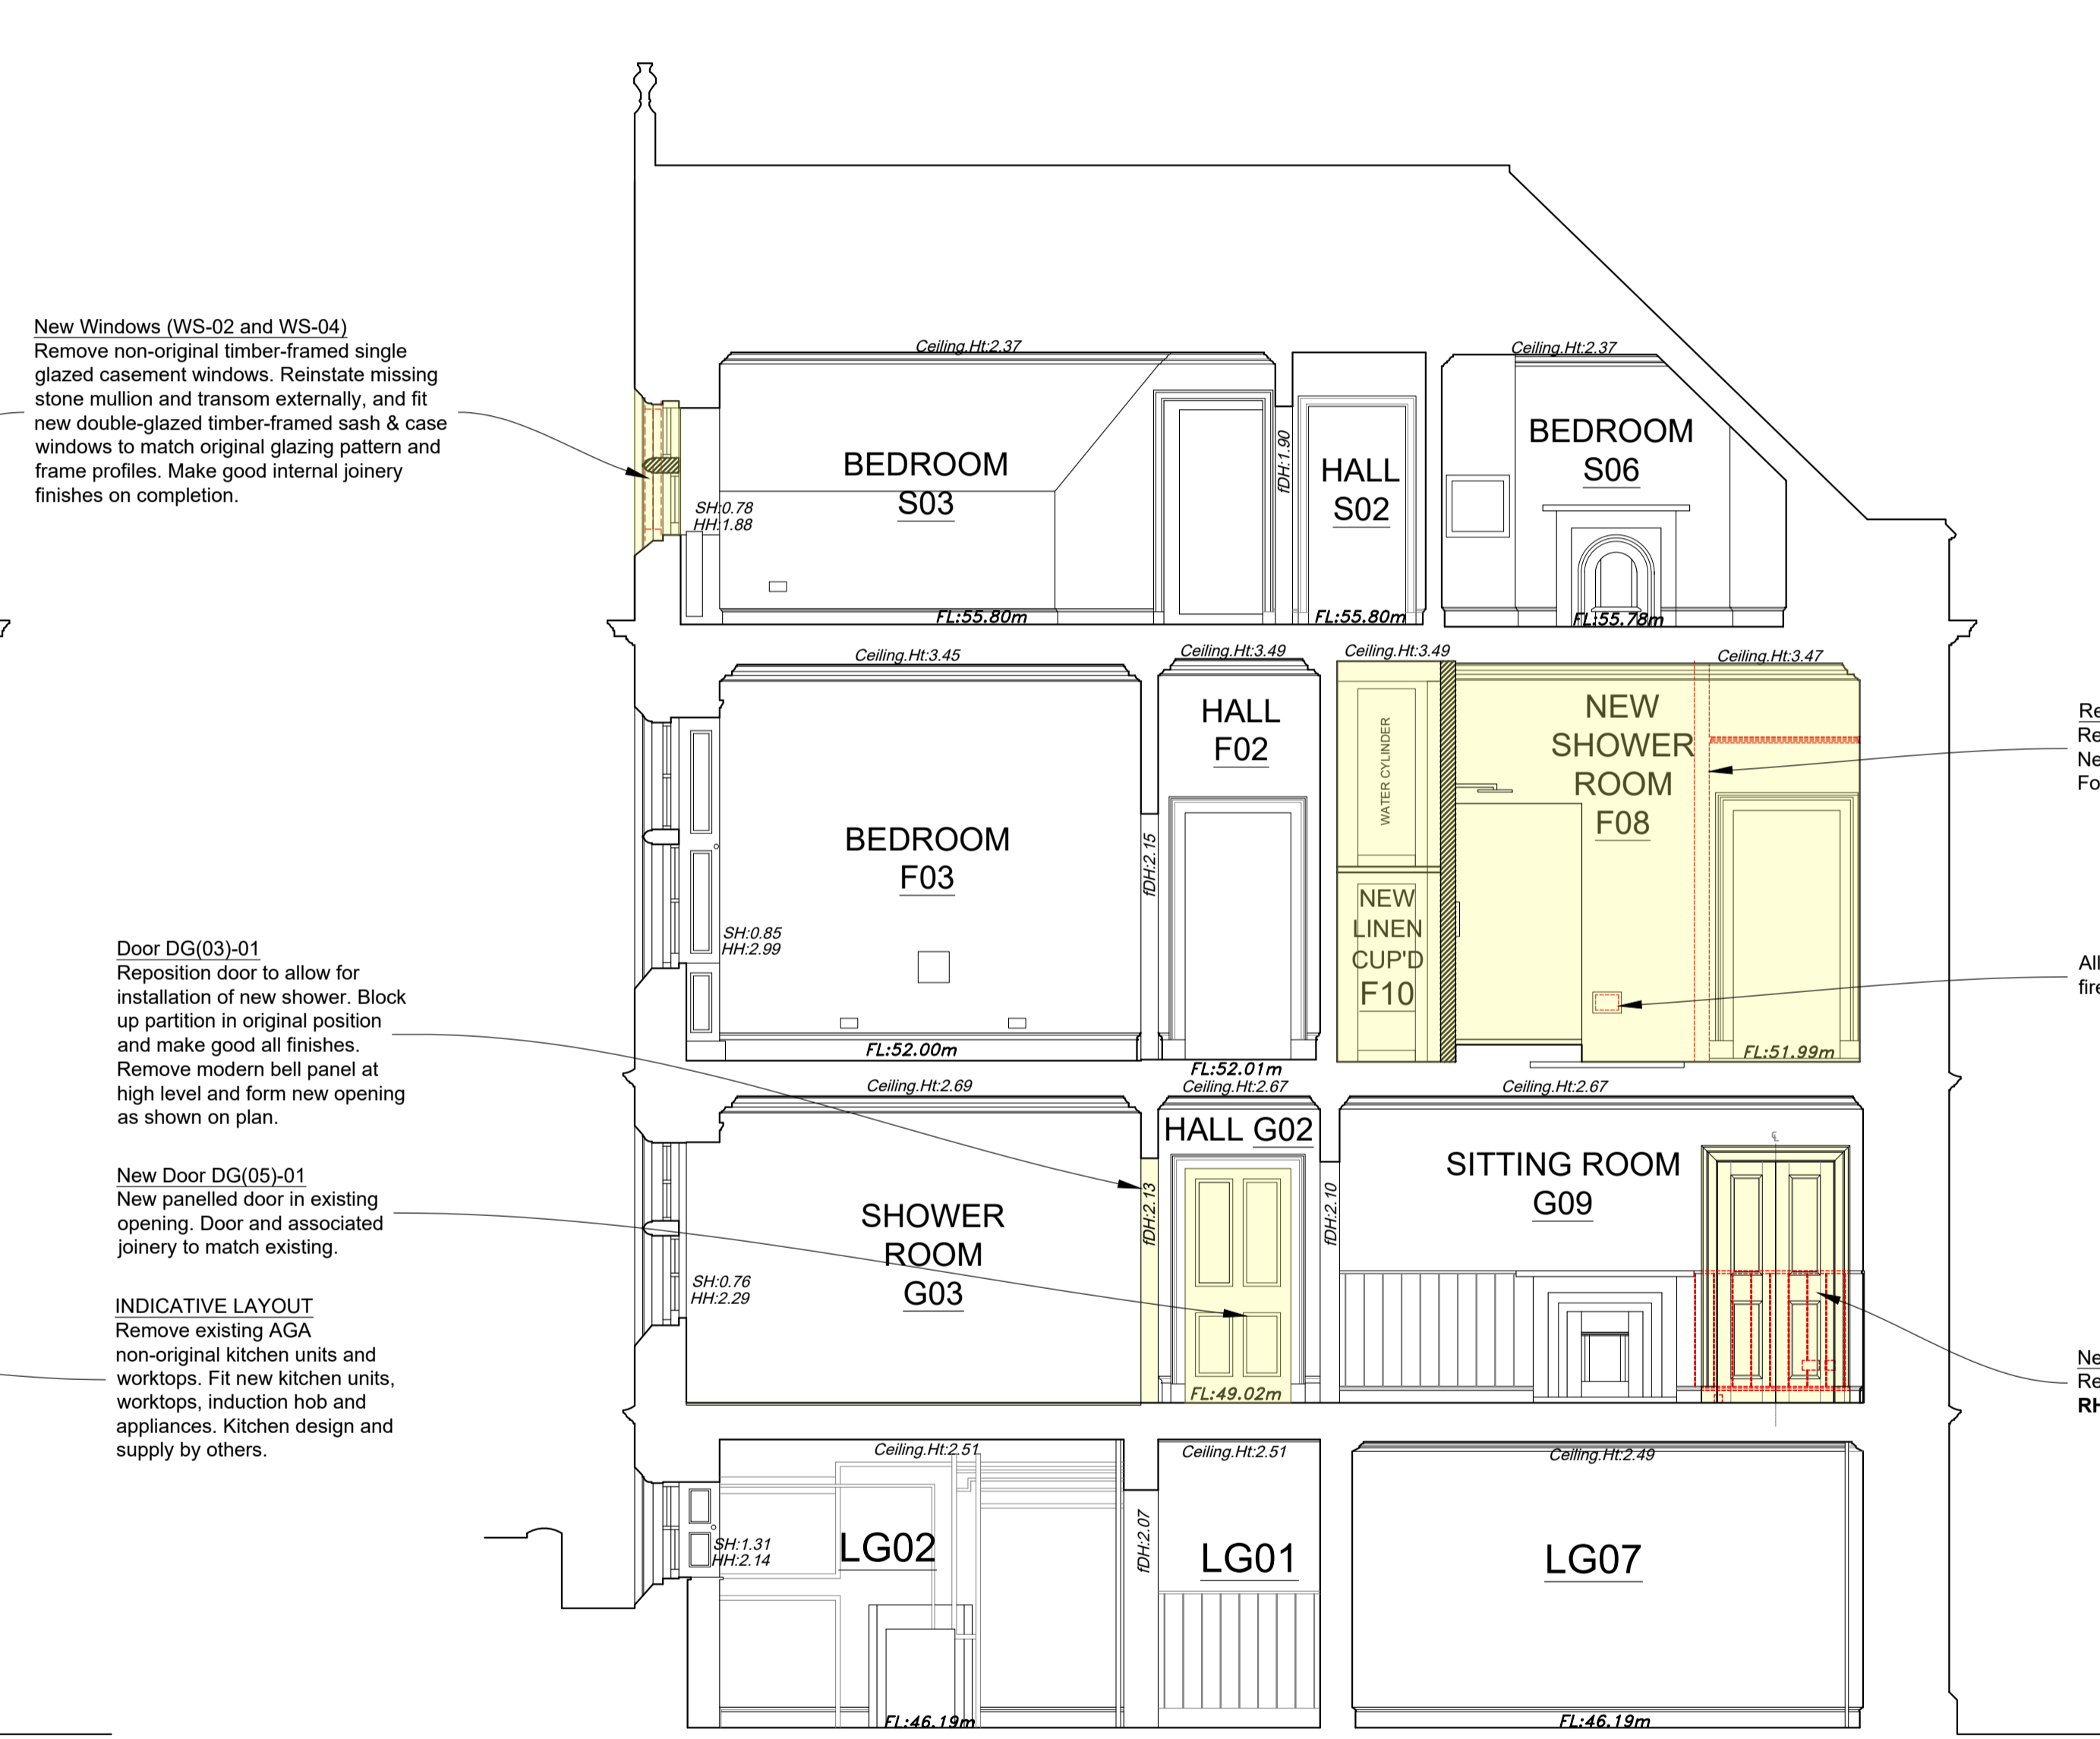 New Windows (WS-02 and WS-04)
Remove non-original timber-framed single
glazed casement windows. Reinstate missing
stone mullion and transom externally, and fit
new double-glazed timber-framed sash & case
windows to match original glazing pattern and
frame profiles. Make good internal joinery
finishes on completion.
Door DG(03)-01
Reposition door to allow for
installation of new shower. Block
up partition in original position
and make good all finishes.
Remove modern bell panel at
high level and form new opening
as shown on plan.
New Door DG(05)-01
New panelled door in existing
opening. Door and associated
joinery to match existing.
INDICATIVE LAYOUT
Remove existing AGA
non-original kitchen units and
worktops. Fit new kitchen units,
worktops, induction hob and
appliances. Kitchen design and
supply by others.
Ceiling.Ht:2.37
BEDROOM
S03
SH:0.78
HH:1.88
FL:55.80m
fDH:1.90
HALL
S02
FL:55.80m
Ceiling.Ht:2.37
BEDROOM
S06
FL:55.78m
Ceiling.Ht:3.45
BEDROOM
F03
SH:0.85
HH:2.99
FL:52.00m
fDH:2.15
Ceiling.Ht:3.49
HALL
F02
FL:52.01m
Ceiling.Ht:3.49
WATER CYLINDER
NEW
LINEN
CUP'D
F10
Ceiling.Ht:3.47
NEW
SHOWER
ROOM
F08
FL:51.99m
Ceiling.Ht:2.69
SHOWER
ROOM
G03
SH:0.76
HH:2.29
fDH:2.13
Ceiling.Ht:2.67
HALL G02
FL:49.02m
fDH:2.10
Ceiling.Ht:2.67
SITTING ROOM
G09
Ceiling.Ht:2.51
LG02
SH:1.31
HH:2.14
FL:46.19m
fDH:2.07
Ceiling.Ht:2.51
LG01
Ceiling.Ht:2.49
LG07
FL:46.19m
Re
Re
Ne
Fo
All
fire
Ne
Re
RH